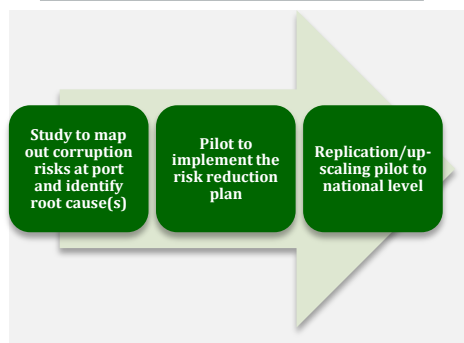 Study to map
out corruption
risks at port
and identify
root cause(s)
Pilot to
implement the
risk reduction
plan
Replication/up-
scaling pilot to
national level